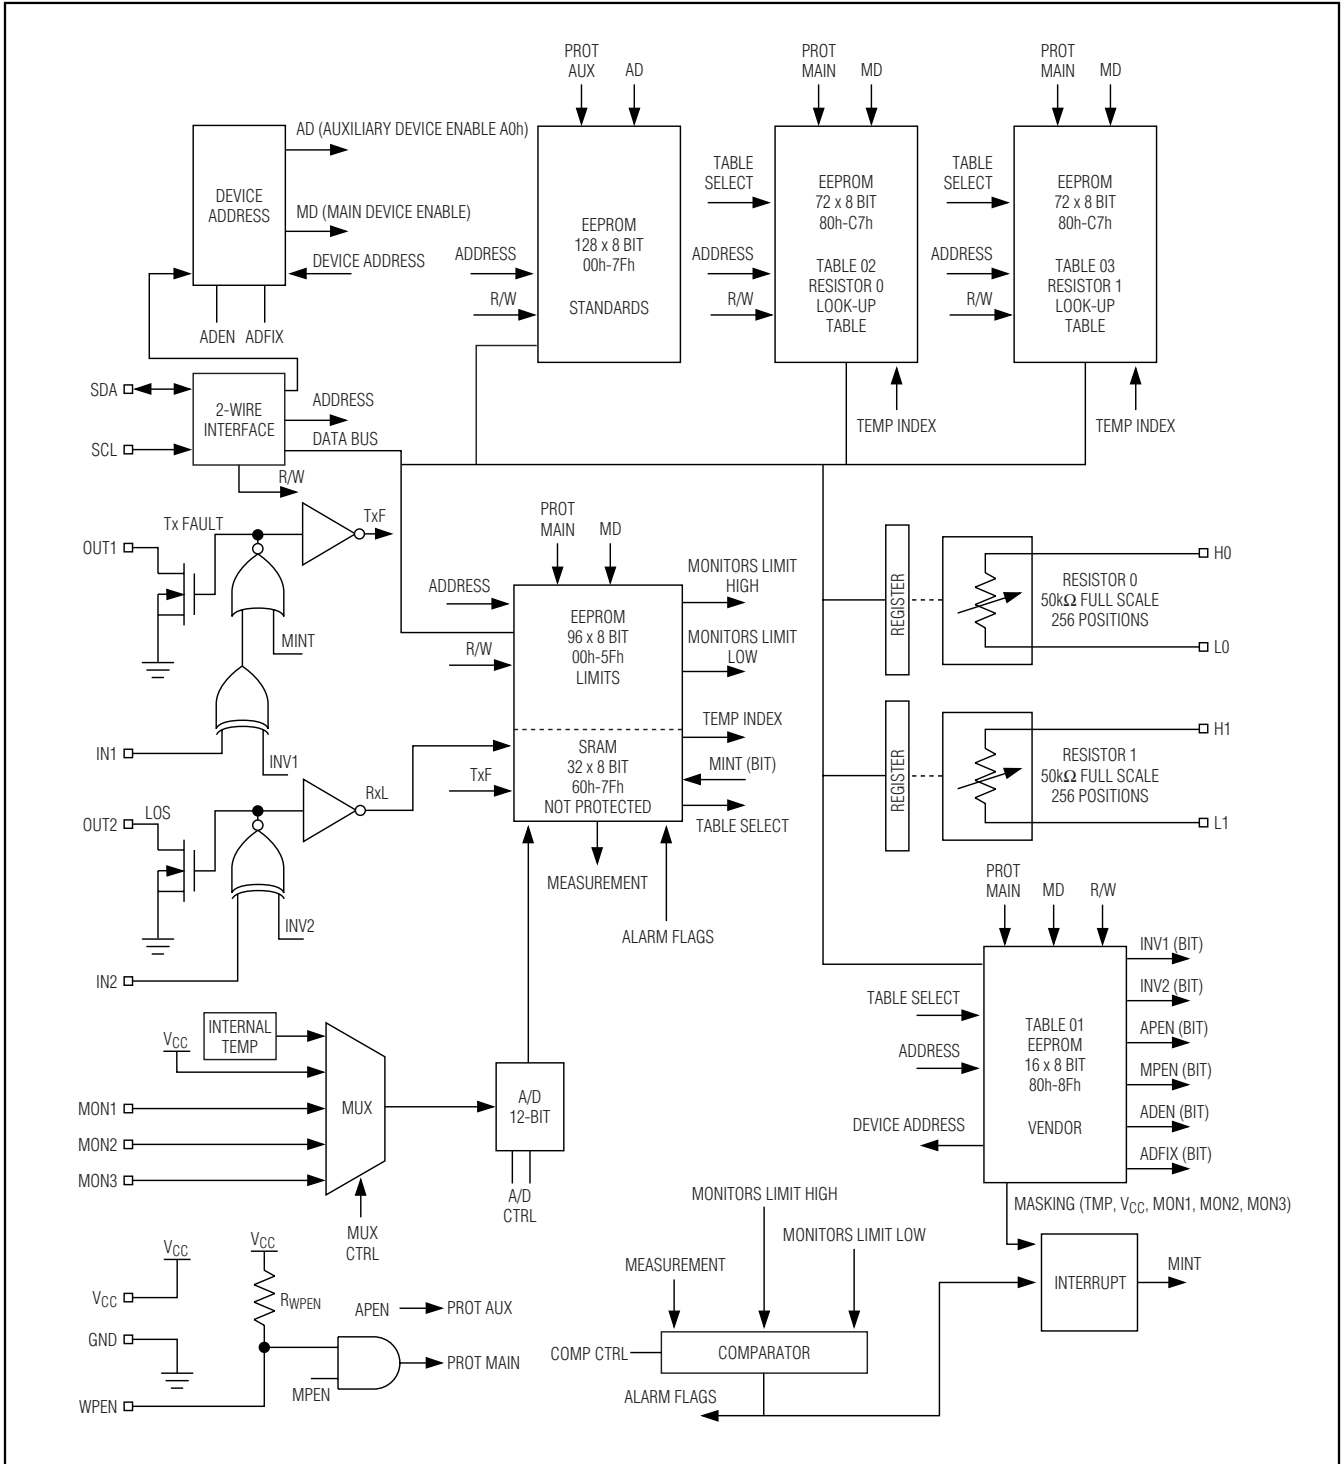 PROT
AUX
AD
PROT
MAIN
MD
PROT
MAIN
MD
AD (AUXILIARY DEVICE ENABLE A0h)
DEVICE
ADDRESS
MD (MAIN DEVICE ENABLE)
DEVICE ADDRESS
ADEN
ADFIX
ADDRESS
R/W
EEPROM
128 x 8 BIT
00h-7Fh
STANDARDS
TABLE
SELECT
ADDRESS
R/W
EEPROM
72 x 8 BIT
80h-C7h
TABLE 02
RESISTOR 0
LOOK-UP
TABLE
TEMP INDEX
TABLE
SELECT
ADDRESS
R/W
EEPROM
72 x 8 BIT
80h-C7h
TABLE 03
RESISTOR 1
LOOK-UP
TABLE
TEMP INDEX
SDA
SCL
2-WIRE
INTERFACE
ADDRESS
DATA BUS
R/W
Tx FAULT
TxF
OUT1
MINT
IN1
INV1
RxL
LOS
OUT2
INV2
IN2
PROT
MAIN
MD
ADDRESS
R/W
TxF
EEPROM
96 x 8 BIT
00h-5Fh
LIMITS
SRAM
32 x 8 BIT
60h-7Fh
NOT PROTECTED
MONITORS LIMIT
HIGH
MONITORS LIMIT
LOW
TEMP INDEX
MINT (BIT)
TABLE SELECT
MEASUREMENT
ALARM FLAGS
REGISTER
RESISTOR 0
50kΩ FULL SCALE
256 POSITIONS
H0
L0
REGISTER
RESISTOR 1
50kΩ FULL SCALE
256 POSITIONS
H1
L1
PROT
MAIN
MD
R/W
TABLE SELECT
ADDRESS
DEVICE ADDRESS
TABLE 01
EEPROM
16 x 8 BIT
80h-8Fh
VENDOR
INV1 (BIT)
INV2 (BIT)
APEN (BIT)
MPEN (BIT)
ADEN (BIT)
ADFIX (BIT)
MASKING (TMP, VCC, MON1, MON2, MON3)
INTERRUPT
MINT
VCC
INTERNAL
TEMP
MON1
MON2
MON3
MUX
MUX
CTRL
A/D
12-BIT
A/D
CTRL
VCC
VCC
GND
WPEN
VCC
RWPEN
APEN
PROT AUX
MPEN
PROT MAIN
MONITORS LIMIT HIGH
MONITORS LIMIT LOW
MEASUREMENT
COMP CTRL
COMPARATOR
ALARM FLAGS